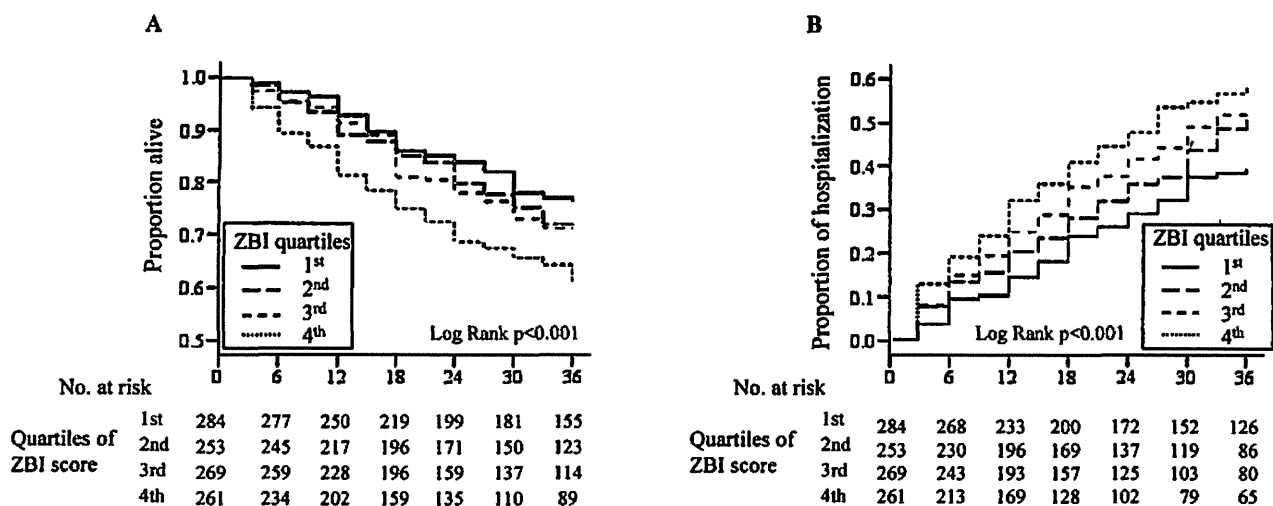 A
Proportion alive
1.0
0.9
0.8
0.7
0.6
0.5
ZBI quartiles
1st
2nd
3rd
4th
Log Rank p<0.001
0 6 12 18 24 30 36
No. at risk
Quartiles of ZBI score
1st 284 277 250 219 199 181 155
2nd 253 245 217 196 171 150 123
3rd 269 259 228 196 159 137 114
4th 261 234 202 159 135 110 89
B
Proportion of hospitalization
0.6
0.5
0.4
0.3
0.2
0.1
0.0
ZBI quartiles
1st
2nd
3rd
4th
Log Rank p<0.001
0 6 12 18 24 30 36
Quartiles of ZBI score
1st 284 268 233 200 172 152 126
2nd 253 230 196 169 137 119 86
3rd 269 243 193 157 125 103 80
4th 261 213 169 128 102 79 65